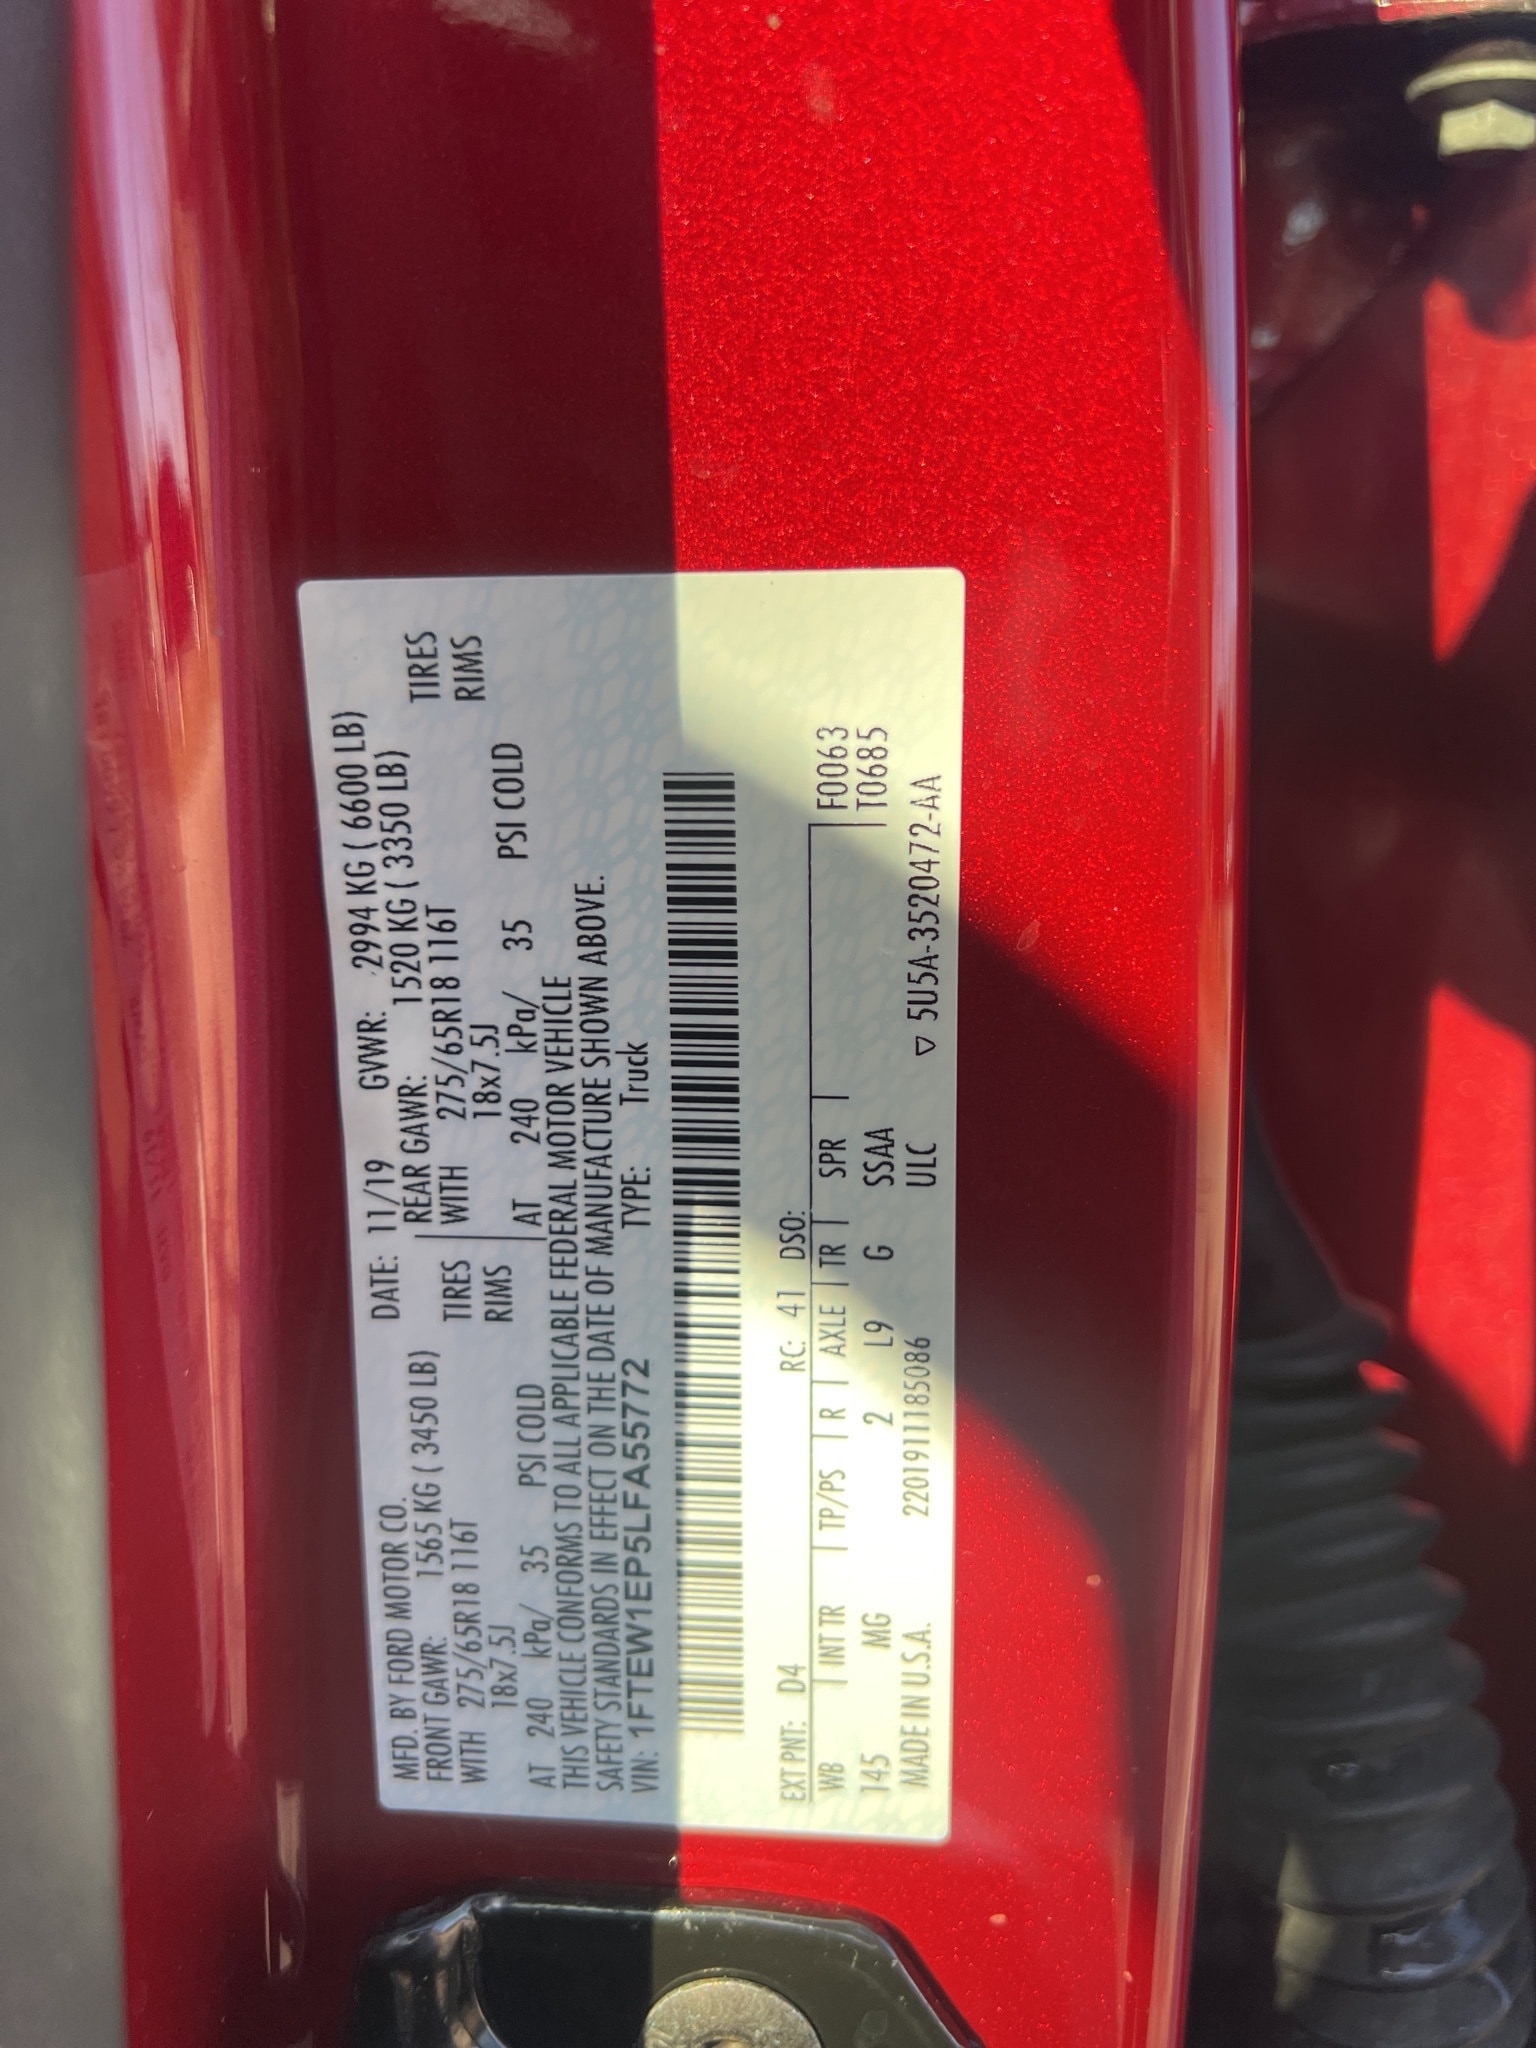 MFD. BY FORD MOTOR CO. DATE: 11/19 GVWR: 2994 KG ( 6600 LB)
FRONT GAWR: 1565 KG ( 3450 LB) REAR GAWR: 1520 KG ( 3350 LB)
WITH 275/65R18 116T TIRES WITH 275/65R18 116T TIRES
18x7.5J RIMS 18x7.5J RIMS
AT 240 kPa/ 35 PSI COLD AT 240 kPa/ 35 PSI COLD
THIS VEHICLE CONFORMS TO ALL APPLICABLE FEDERAL MOTOR VEHICLE
SAFETY STANDARDS IN EFFECT ON THE DATE OF MANUFACTURE SHOWN ABOVE.
VIN: 1FTEW1EP5LFA55772 TYPE: Truck
EXT PNT: D4 RC: 41 DSO:
WB | INT TR | TP/PS | R | AXLE | TR | SPR | F0063
145 MG 2 L9 G SSAA T0685
MADE IN U.S.A. 220191118S086 ULC ▽ 5U5A-3520472-AA